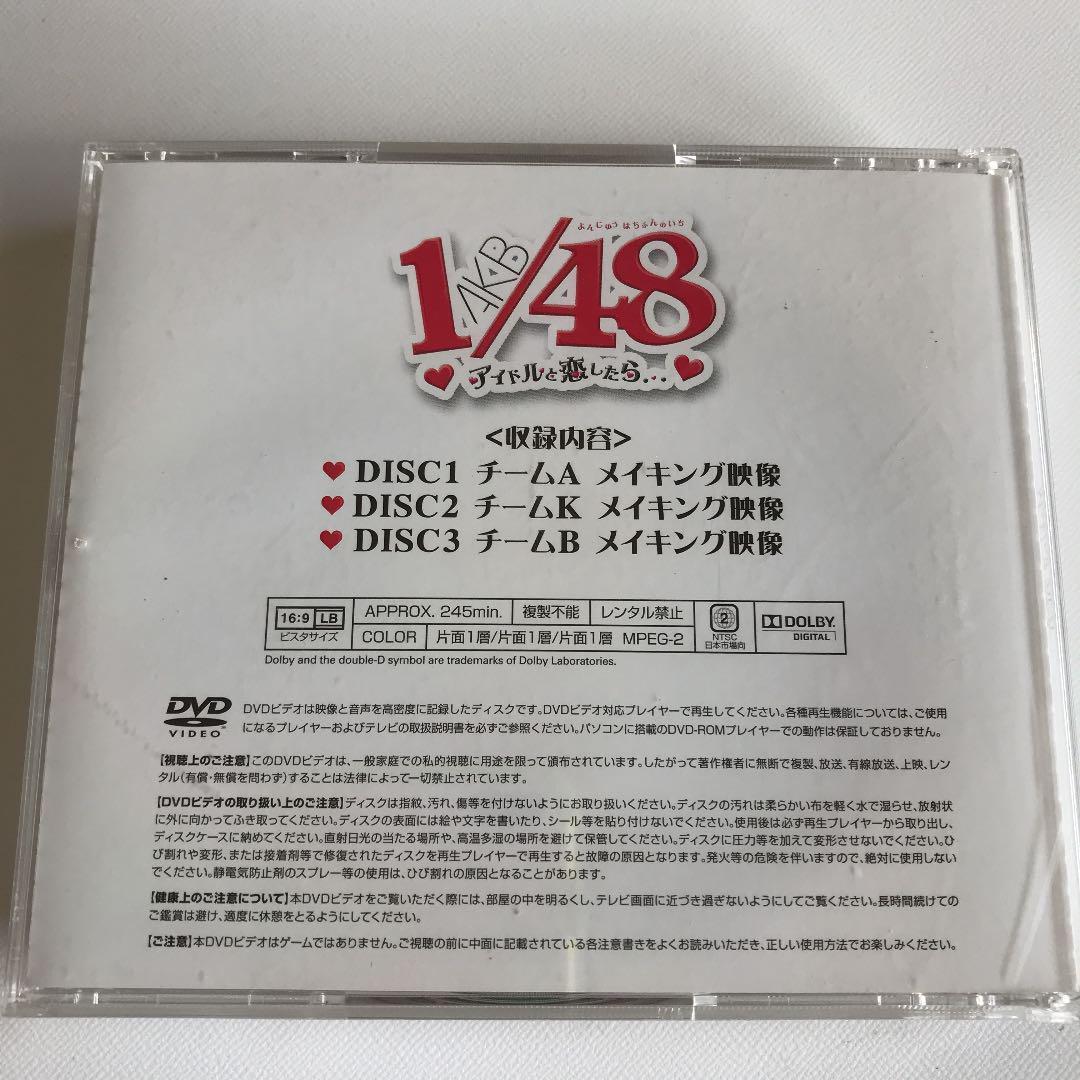 よんじゅうはちぶんのいち
AKB
1/48
アイドルと恋したら...
<収録内容>
♥ DISC1 チームA メイキング映像
♥ DISC2 チームK メイキング映像
♥ DISC3 チームB メイキング映像
16:9 LB APPROX. 245min. 複製不能 レンタル禁止 2 DOLBY
ビスタサイズ COLOR 片面1層/片面1層/片面1層 MPEG-2 NTSC DIGITAL
日本市場向
Dolby and the double-D symbol are trademarks of Dolby Laboratories.
DVD VIDEO
DVDビデオは映像と音声を高密度に記録したディスクです。DVDビデオ対応プレイヤーで再生してください。各種再生機能については、ご使用
になるプレイヤーおよびテレビの取扱説明書を必ずご参照ください。パソコンに搭載のDVD-ROMプレイヤーでの動作は保証しておりません。
【視聴上のご注意】このDVDビデオは、一般家庭での私的視聴に用途を限って頒布されています。したがって著作権者に無断で複製、放送、有線放送、上映、レン
タル(有償・無償を問わず)することは法律によって一切禁止されています。
【DVDビデオの取り扱い上のご注意】ディスクは指紋、汚れ、傷等を付けないようにお取り扱いください。ディスクの汚れは柔らかい布を軽く水で湿らせ、放射状
に外に向かってふき取ってください。ディスクの表面には絵や文字を書いたり、シール等を貼り付けないでください。使用後は必ず再生プレイヤーから取り出し、
ディスクケースに納めてください。直射日光の当たる場所や、高温多湿の場所を避けて保管してください。ディスクに圧力等を加えて変形させないでください。ひ
び割れや変形、または接着剤等で修復されたディスクを再生プレイヤーで再生すると故障の原因となります。発火等の危険を伴いますので、絶対に使用しない
でください。静電気防止剤のスプレー等の使用は、ひび割れの原因となることがあります。
【健康上のご注意について】本DVDビデオをご覧いただく際には、部屋の中を明るくし、テレビ画面に近づき過ぎないようにしてご覧ください。長時間続けての
ご鑑賞は避け、適度に休憩をとるようにしてください。
【ご注意】本DVDビデオはゲームではありません。ご視聴の前に中面に記載されている各注意書きをよくお読みいただき、正しい使用方法でお楽しみください。